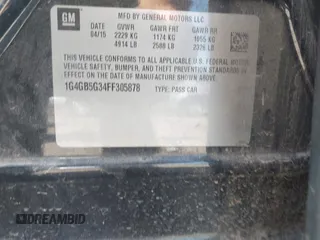 GM
MFD BY GENERAL MOTORS LLC
DATE GVWR GAWR FRT GAWR RR
04/15 2229 KG 1174 KG 1055 KG
4914 LB 2588 LB 2326 LB
THIS VEHICLE CONFORMS TO ALL APPLICABLE U.S. FEDERAL MOTOR
VEHICLE SAFETY, BUMPER, AND THEFT PREVENTION STANDARDS IN
EFFECT ON THE DATE OF MANUFACTURE SHOWN ABOVE.
1G4GB5G34FF305878 TYPE: PASS CAR
DREAMBID